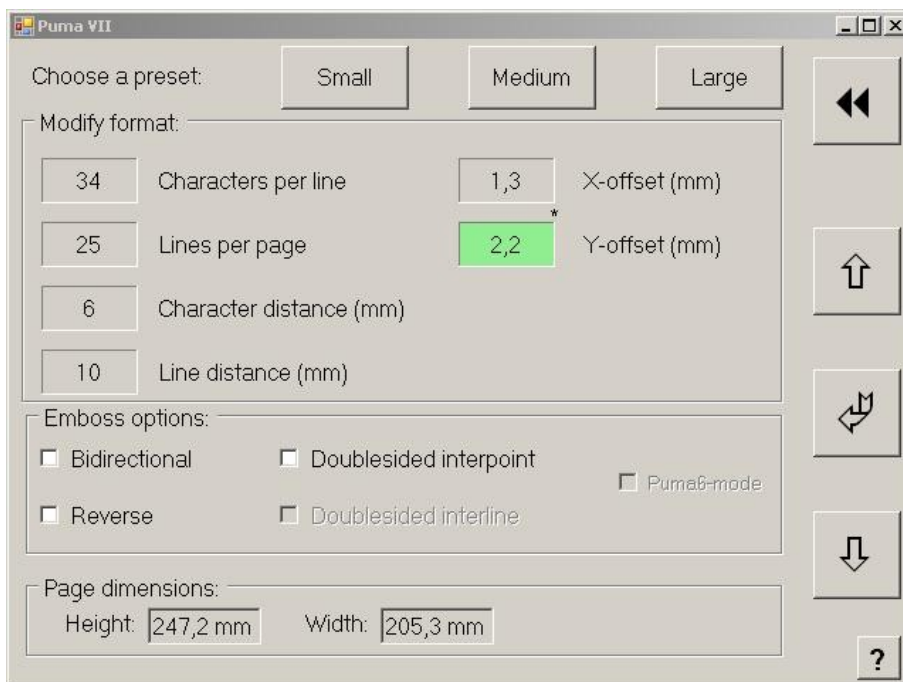 Puma VII
Choose a preset: Small Medium Large
Modify format:
34 Characters per line 1,3 X-offset (mm)
*
25 Lines per page 2,2 Y-offset (mm)
6 Character distance (mm)
10 Line distance (mm)
Emboss options:
Bidirectional Doublesided interpoint
Puma6-mode
Reverse Doublesided interline
Page dimensions:
Height: 247,2 mm Width: 205,3 mm
?